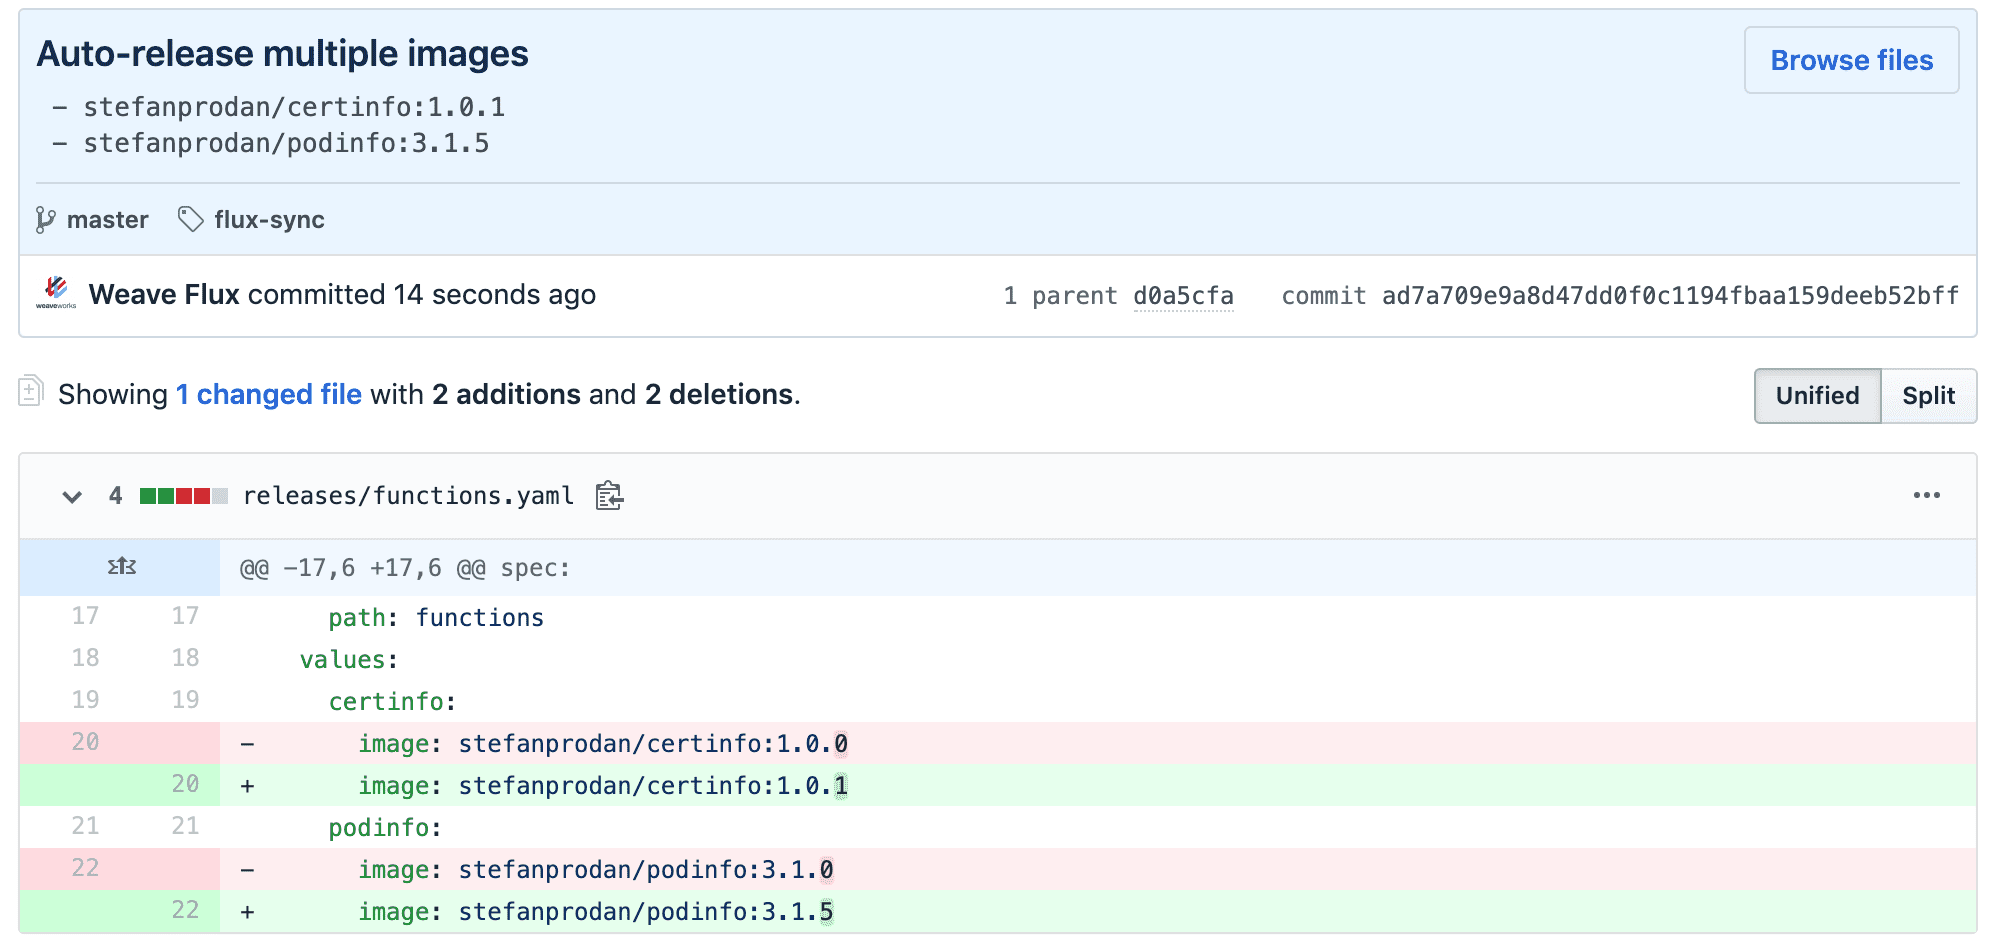 Auto-release multiple images
Browse files
- stefanprodan/certinfo:1.0.1
- stefanprodan/podinfo:3.1.5
master flux-sync
weaveworks
Weave Flux committed 14 seconds ago
1 parent d0a5cfa commit ad7a709e9a8d47dd0f0c1194fbaa159deeb52bff
Showing 1 changed file with 2 additions and 2 deletions.
Unified Split
4 releases/functions.yaml
@@ -17,6 +17,6 @@ spec:
17 17 path: functions
18 18 values:
19 19 certinfo:
20 - image: stefanprodan/certinfo:1.0.0
20 + image: stefanprodan/certinfo:1.0.1
21 21 podinfo:
22 - image: stefanprodan/podinfo:3.1.0
22 + image: stefanprodan/podinfo:3.1.5